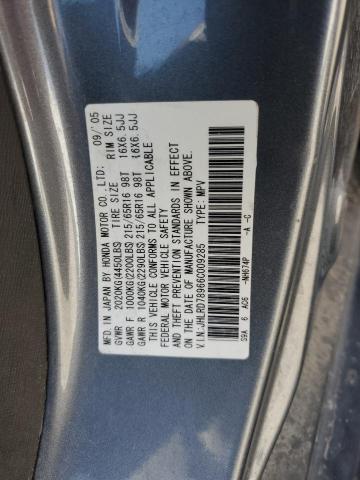 MFD. IN JAPAN BY HONDA MOTOR CO., LTD: 09/'05
GVWR 2020KG(4450LBS) TIRE SIZE RIM SIZE
GAWR F 1000KG(2200LBS) 215/65R16 98T 16X6.5JJ
GAWR R 1040KG(2290LBS) 215/65R16 98T 16X6.5JJ
THIS VEHICLE CONFORMS TO ALL APPLICABLE
FEDERAL MOTOR VEHICLE SAFETY
AND THEFT PREVENTION STANDARDS IN EFFECT
ON THE DATE OF MANUFACTURE SHOWN ABOVE.
V.I.N: JHLRD78966C009285 TYPE: MPV
S9A 6 AC6 -NH674P -A -C